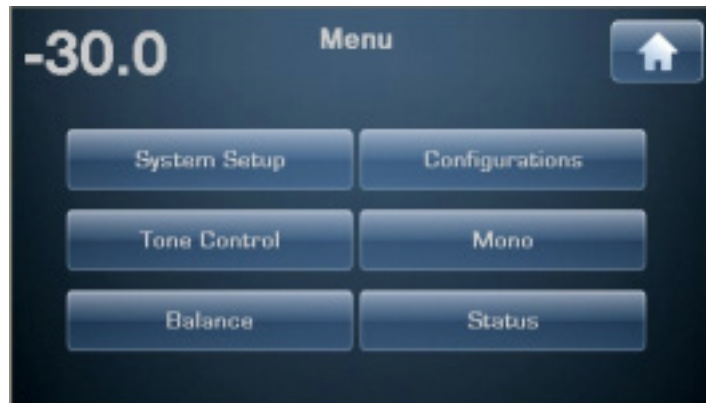 -30.0 Menu
System Setup Configurations
Tone Control Mono
Balance Status